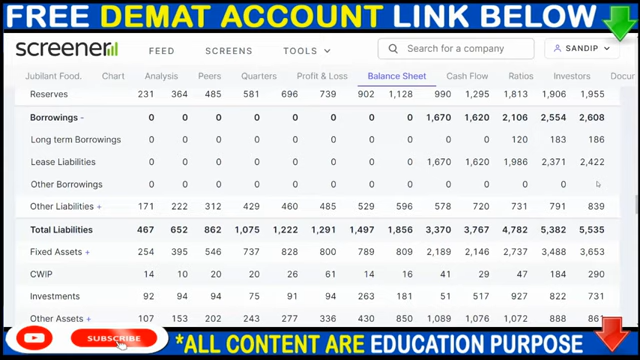 FREE DEMAT ACCOUNT LINK BELOW
screener
FEED SCREENS TOOLS Search for a company SANDIP
Jubilant Food. Chart Analysis Peers Quarters Profit & Loss Balance Sheet Cash Flow Ratios Investors Docur
Reserves 231 364 485 581 696 739 902 1,128 990 1,295 1,813 1,906 1,955
Borrowings - 0 0 0 0 0 0 0 0 1,670 1,620 2,106 2,554 2,608
Long term Borrowings 0 0 0 0 0 0 0 0 0 0 120 183 186
Lease Liabilities 0 0 0 0 0 0 0 0 1,670 1,620 1,986 2,371 2,422
Other Borrowings 0 0 0 0 0 0 0 0 0 0 0 0
Other Liabilities + 171 222 312 429 460 485 529 596 578 720 731 791 839
Total Liabilities 467 652 862 1,075 1,222 1,291 1,497 1,856 3,370 3,767 4,782 5,382 5,535
Fixed Assets + 254 395 546 737 828 800 789 809 2,189 2,146 2,737 3,488 3,653
CWIP 14 10 20 20 26 61 14 16 41 29 47 184 290
Investments 92 94 94 75 91 94 263 181 51 517 927 822 731
Other Assets + 107 153 202 243 277 336 430 850 1,089 1,076 1,072 888 861
SUBSCRIBE
*ALL CONTENT ARE EDUCATION PURPOSE